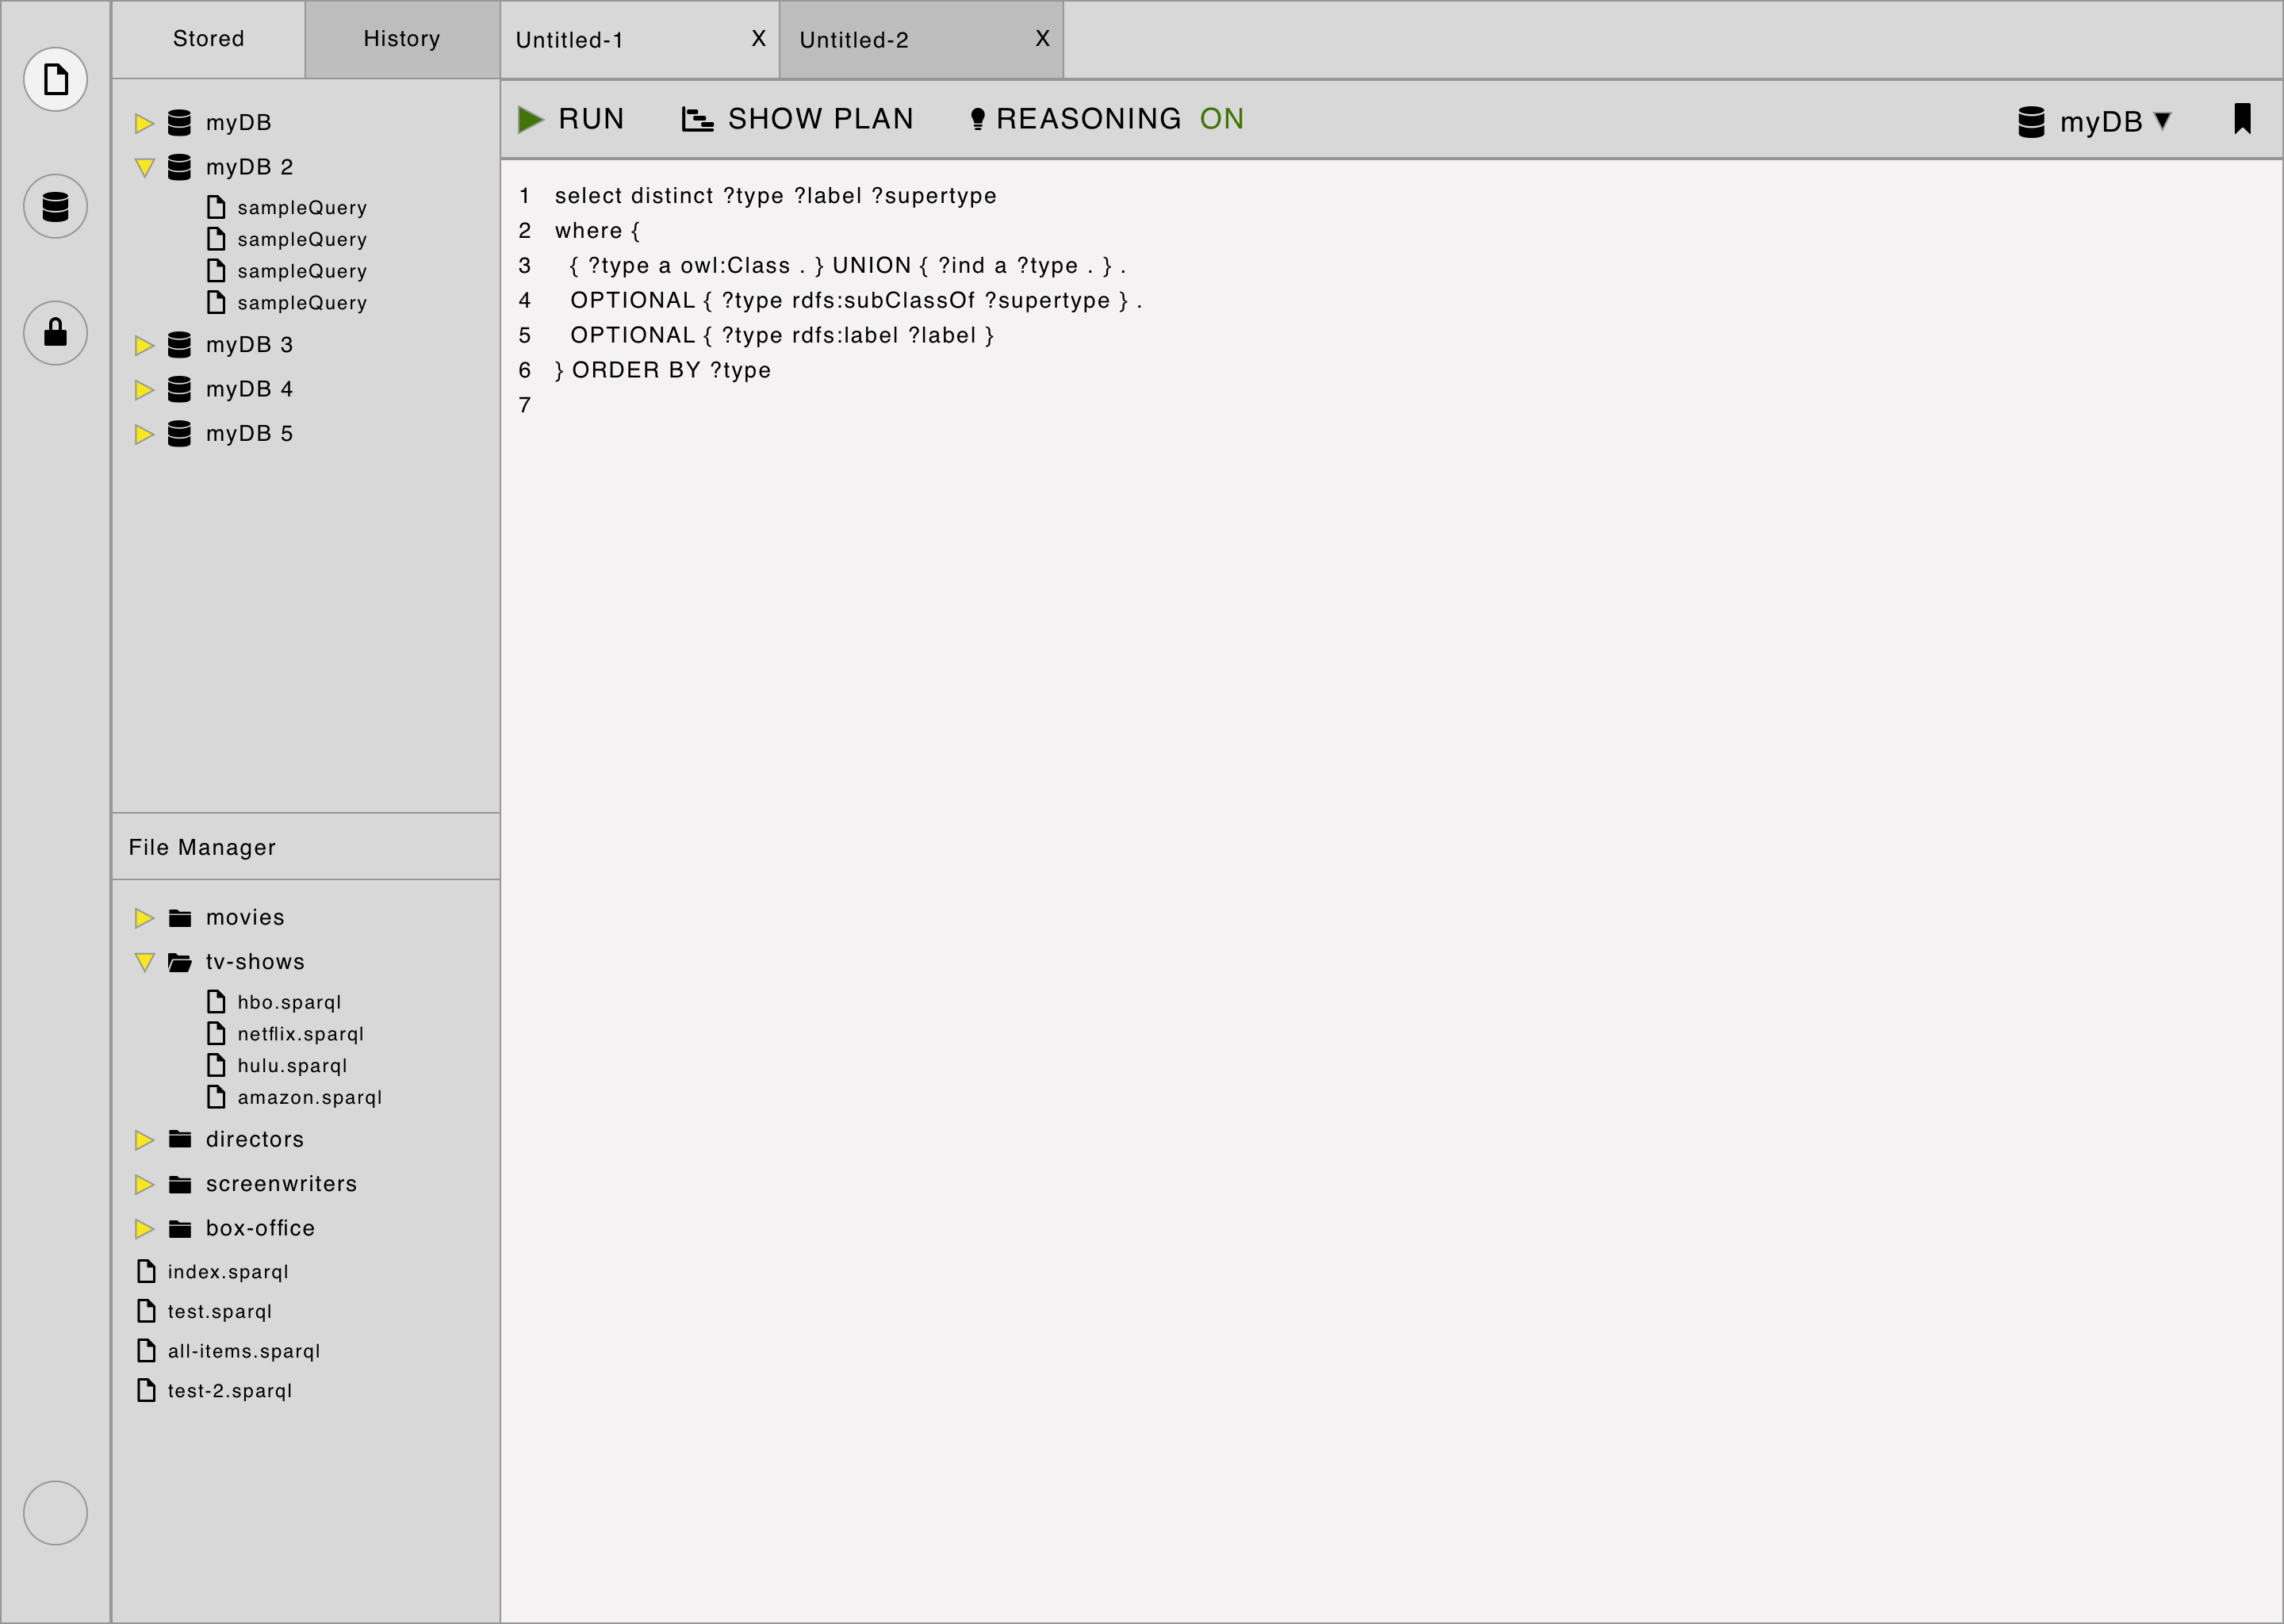 Stored
History
Untitled-1 X
Untitled-2 X
RUN
SHOW PLAN
REASONING ON
myDB
myDB
myDB 2
sampleQuery
sampleQuery
sampleQuery
sampleQuery
myDB 3
myDB 4
myDB 5
File Manager
movies
tv-shows
hbo.sparql
netflix.sparql
hulu.sparql
amazon.sparql
directors
screenwriters
box-office
index.sparql
test.sparql
all-items.sparql
test-2.sparql
1 select distinct ?type ?label ?supertype
2 where {
3 { ?type a owl:Class . } UNION { ?ind a ?type . } .
4 OPTIONAL { ?type rdfs:subClassOf ?supertype } .
5 OPTIONAL { ?type rdfs:label ?label }
6 } ORDER BY ?type
7